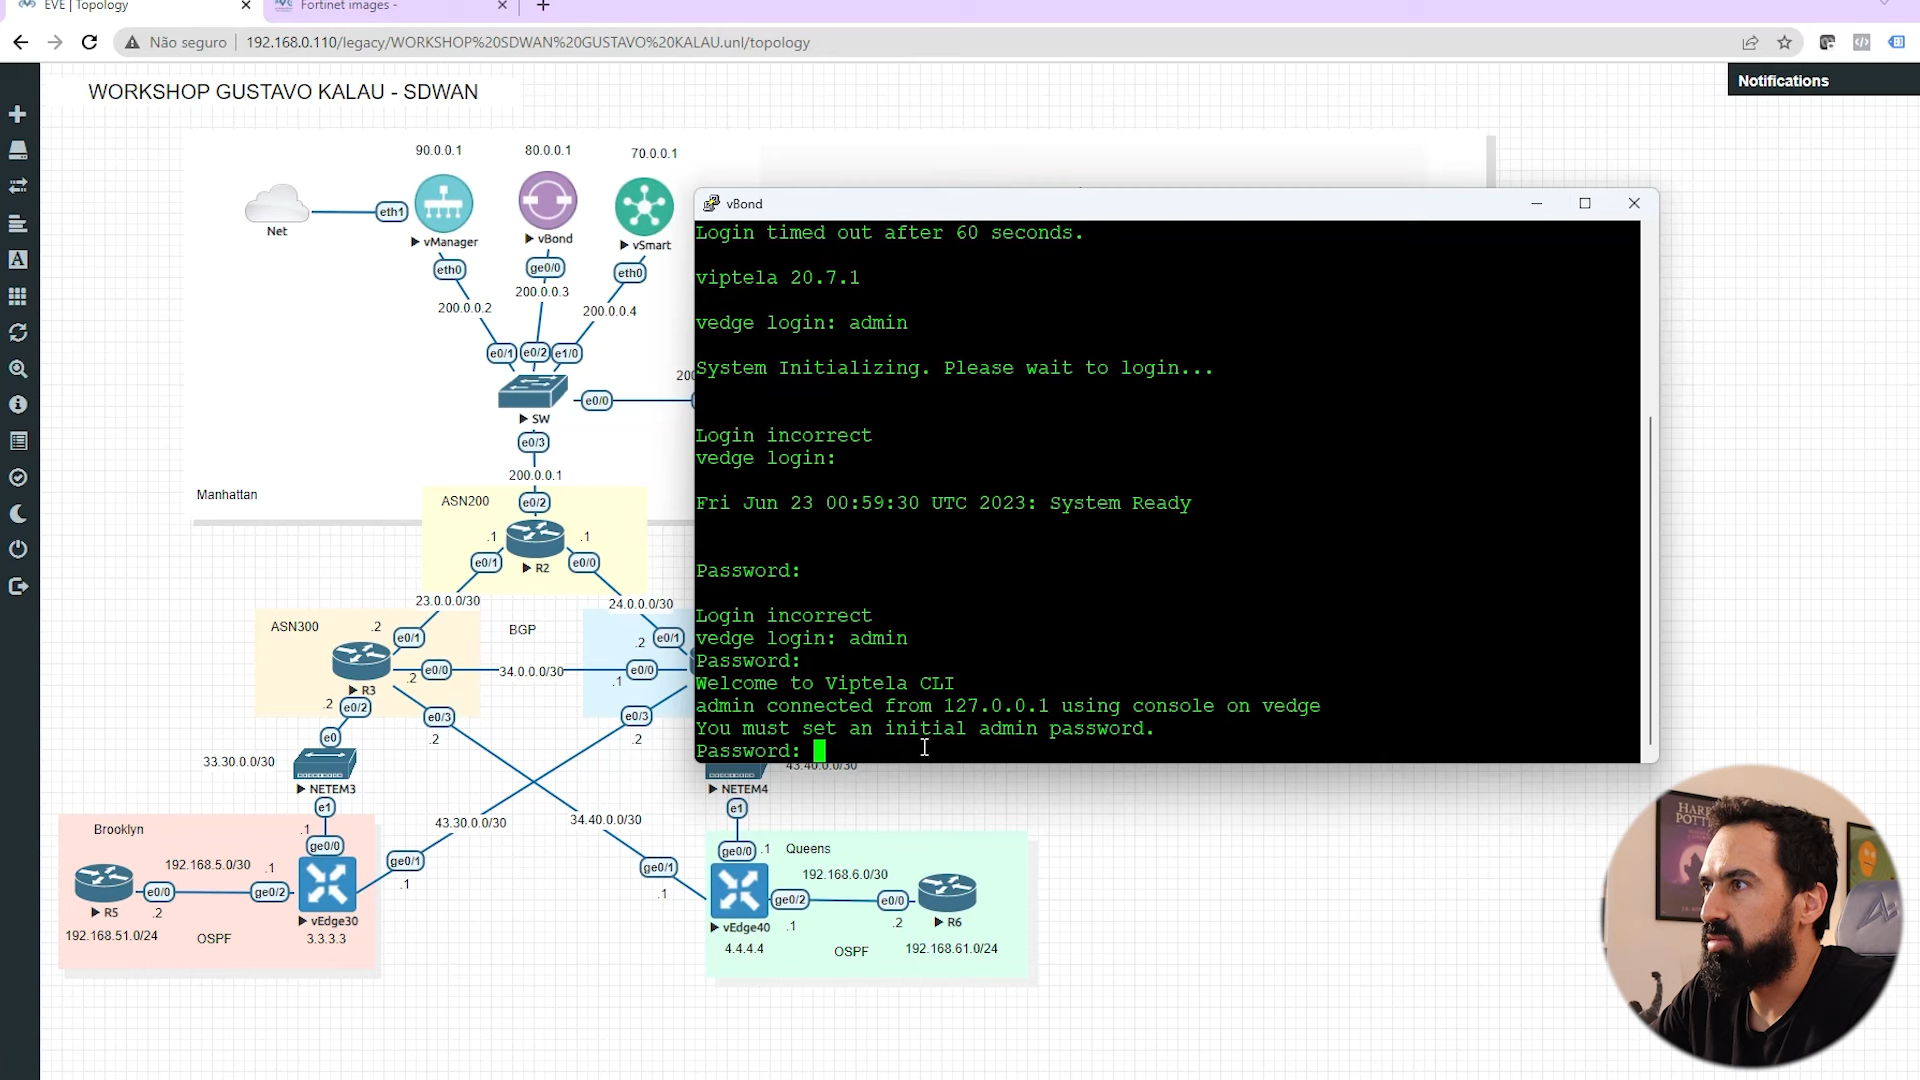 EVE | Topology
Fortinet images -
Não seguro
192.168.0.110/legacy/WORKSHOP%20SDWAN%20GUSTAVO%20KALAU.unl/topology
Notifications
WORKSHOP GUSTAVO KALAU - SDWAN
90.0.0.1
80.0.0.1
70.0.0.1
Net
eth1
vManager
vBond
vSmart
eth0
ge0/0
eth0
200.0.0.2
200.0.0.3
200.0.0.4
e0/1
e0/2
e1/0
200
SW
e0/0
e0/3
200.0.0.1
Manhattan
ASN200
e0/2
.1
.1
e0/1
R2
e0/0
23.0.0.0/30
24.0.0.0/30
ASN300
.2
e0/1
BGP
.2
e0/1
R3
.2
e0/0
34.0.0.0/30
.1
e0/0
.2
e0/2
e0/3
.2
e0/3
.2
e0
33.30.0.0/30
NETEM3
e1
43.40.0.0/30
NETEM4
e1
43.30.0.0/30
34.40.0.0/30
Brooklyn
.1
ge0/0
192.168.5.0/30
.1
R5
e0/0
.2
ge0/2
vEdge30
3.3.3.3
ge0/1
.1
192.168.51.0/24
OSPF
ge0/1
.1
ge0/0
.1
Queens
192.168.6.0/30
ge0/2
.1
e0/0
.2
R6
vEdge40
4.4.4.4
OSPF
192.168.61.0/24
vBond
Login timed out after 60 seconds.
viptela 20.7.1
vedge login: admin
System Initializing. Please wait to login...
Login incorrect
vedge login:
Fri Jun 23 00:59:30 UTC 2023: System Ready
Password:
Login incorrect
vedge login: admin
Password:
Welcome to Viptela CLI
admin connected from 127.0.0.1 using console on vedge
You must set an initial admin password.
Password:
HARRY
POTTER